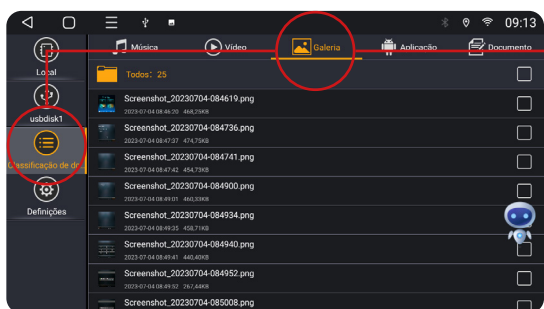 09:13
Música
Vídeo
Galeria
Aplicação
Documento
Local
usbdisk1
Classificação de do
Definições
Todos: 25
Screenshot_20230704-084619.png
2023-07-04 08:46:20 468,25KB
Screenshot_20230704-084736.png
2023-07-04 08:47:37 474,75KB
Screenshot_20230704-084741.png
2023-07-04 08:47:42 454,73KB
Screenshot_20230704-084900.png
2023-07-04 08:49:01 460,33KB
Screenshot_20230704-084934.png
2023-07-04 08:49:35 458,71KB
Screenshot_20230704-084940.png
2023-07-04 08:49:41 440,40KB
Screenshot_20230704-084952.png
2023-07-04 08:49:52 267,44KB
Screenshot_20230704-085008.png